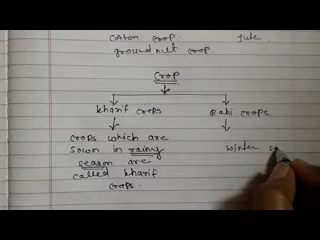 cotton crop. jute.
ground nut crop
Crop
kharif crops Rabi crops.
crops which are
sown in rainy winter s
season are
called kharif
crops.